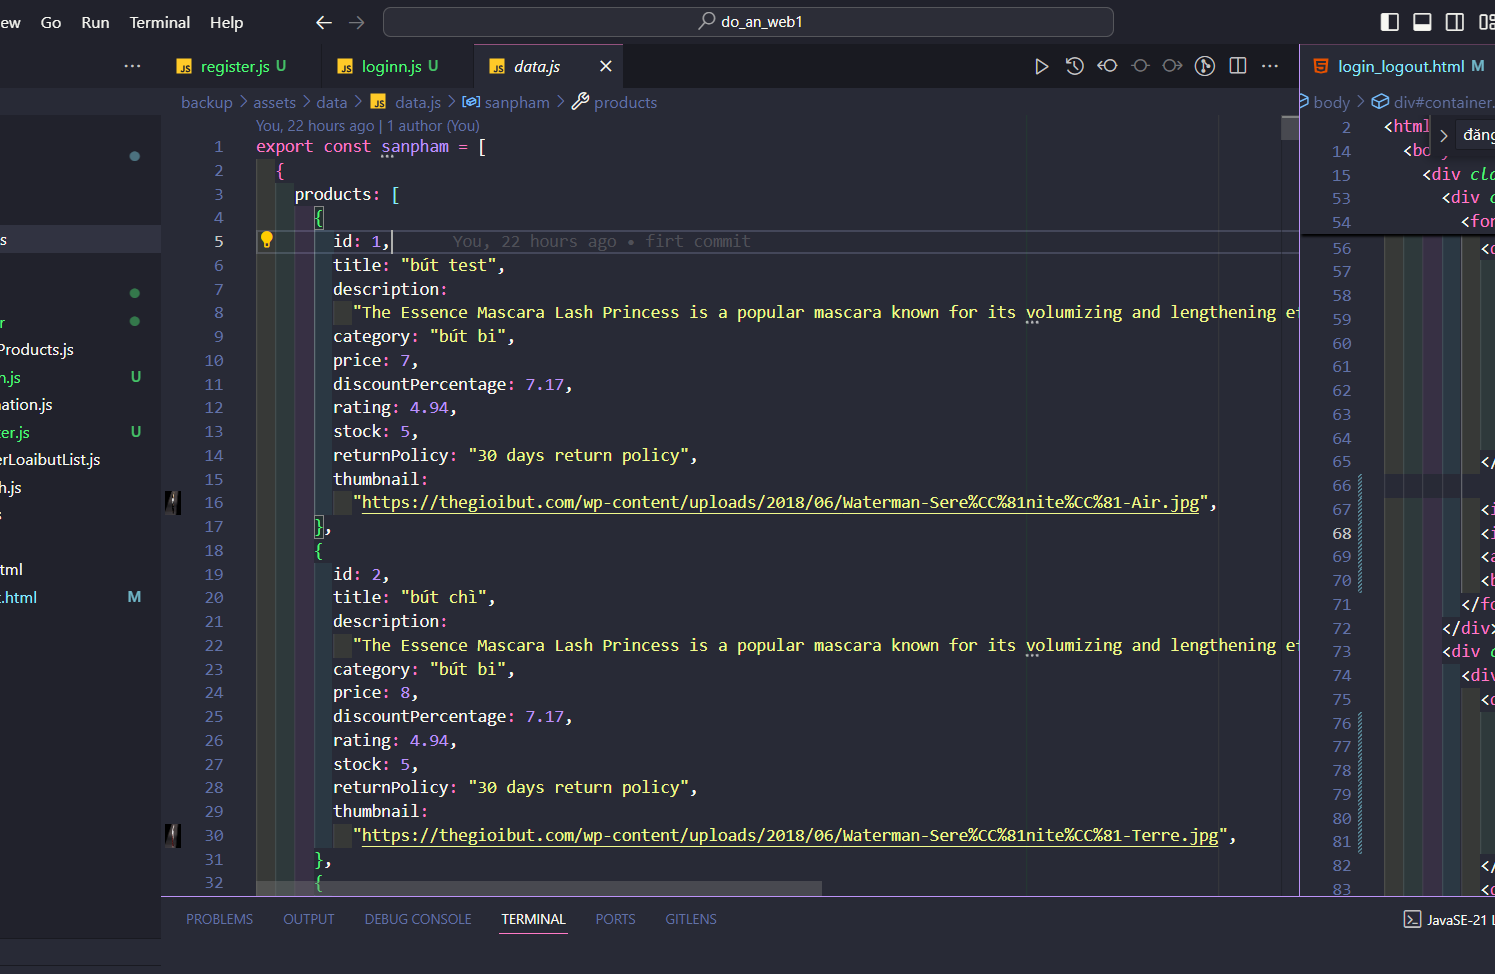 ew Go Run Terminal Help
do_an_web1
register.js U
loginn.js U
data.js
login_logout.html M
backup > assets > data > data.js > sanpham > products
body > div#container.
You, 22 hours ago | 1 author (You)
1 export const sanpham = [
2 {
3 products: [
4 {
5 id: 1, You, 22 hours ago • firt commit
6 title: "bút test",
7 description:
8 "The Essence Mascara Lash Princess is a popular mascara known for its volumizing and lengthening ef
9 category: "bút bi",
10 price: 7,
11 discountPercentage: 7.17,
12 rating: 4.94,
13 stock: 5,
14 returnPolicy: "30 days return policy",
15 thumbnail:
16 "https://thegioibut.com/wp-content/uploads/2018/06/Waterman-Sere%CC%81nite%CC%81-Air.jpg",
17 },
18 {
19 id: 2,
20 title: "bút chì",
21 description:
22 "The Essence Mascara Lash Princess is a popular mascara known for its volumizing and lengthening ef
23 category: "bút bi",
24 price: 8,
25 discountPercentage: 7.17,
26 rating: 4.94,
27 stock: 5,
28 returnPolicy: "30 days return policy",
29 thumbnail:
30 "https://thegioibut.com/wp-content/uploads/2018/06/Waterman-Sere%CC%81nite%CC%81-Terre.jpg",
31 },
32 {
s
r
Products.js
n.js U
ation.js
ter.js U
erLoaibutList.js
h.js
s
tml
t.html M
2 <html
đăng
14 <bo
15 <div cla
53 <div c
54 <for
56 <d
57
58
59
60
61
62
63
64
65 </
66
67 <i
68 <i
69 <a
70 <b
71 </fo
72 </div>
73 <div c
74 <div
75 <d
76
77
78
79
80
81
82 </
83 <d
PROBLEMS OUTPUT DEBUG CONSOLE TERMINAL PORTS GITLENS
JavaSE-21 L